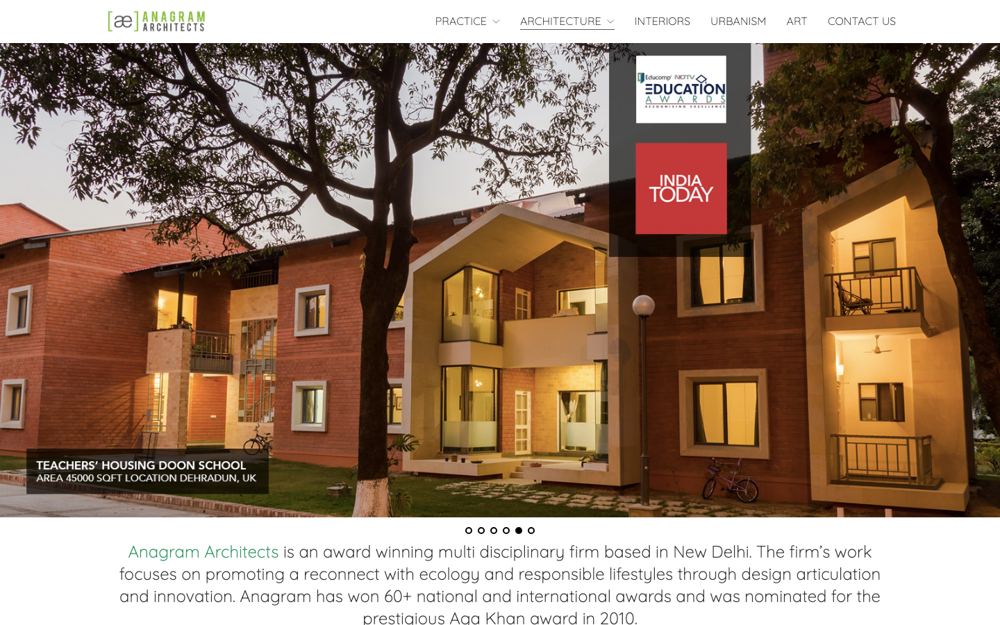 [æ] ANAGRAM
ARCHITECTS
PRACTICE
ARCHITECTURE
INTERIORS
URBANISM
ART
CONTACT US
Educomp NDTV
EDUCATION
AWARDS
RECOGNISING EXCELLENCE
INDIA
TODAY
TEACHERS' HOUSING DOON SCHOOL
AREA 45000 SQFT LOCATION DEHRADUN, UK
Anagram Architects is an award winning multi disciplinary firm based in New Delhi. The firm's work
focuses on promoting a reconnect with ecology and responsible lifestyles through design articulation
and innovation. Anagram has won 60+ national and international awards and was nominated for the
prestigious Aga Khan award in 2010.